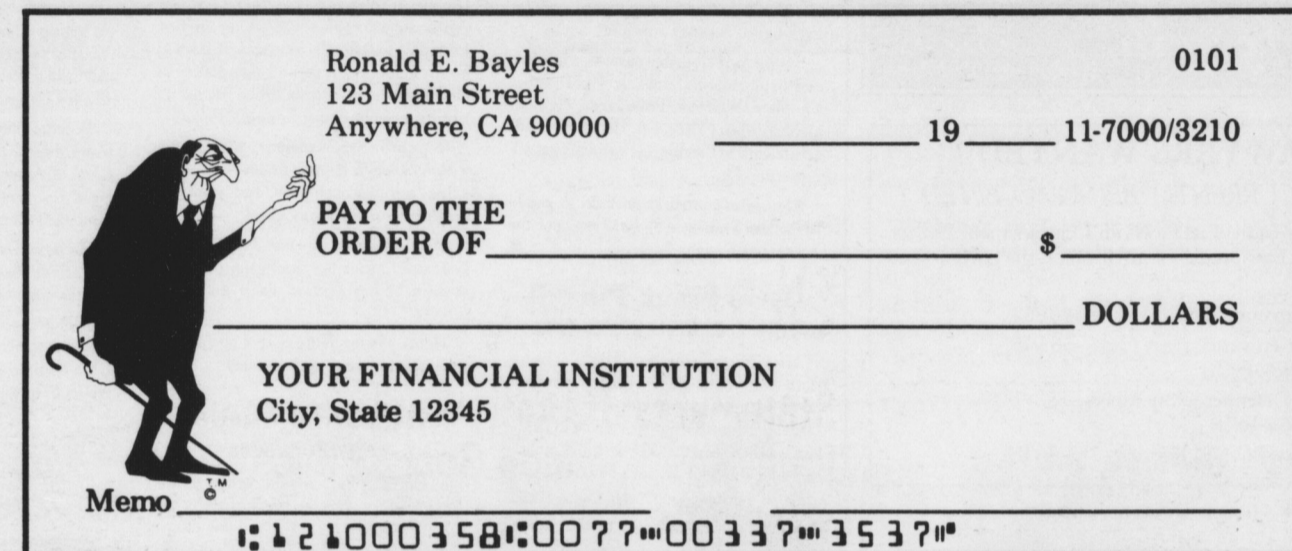 Ronald E. Bayles 0101
123 Main Street
Anywhere, CA 90000 19 11-7000/3210
PAY TO THE
ORDER OF $
DOLLARS
YOUR FINANCIAL INSTITUTION
City, State 12345
TM
©
Memo
⑆121000358⑆0077⑉00337⑉3537⑈